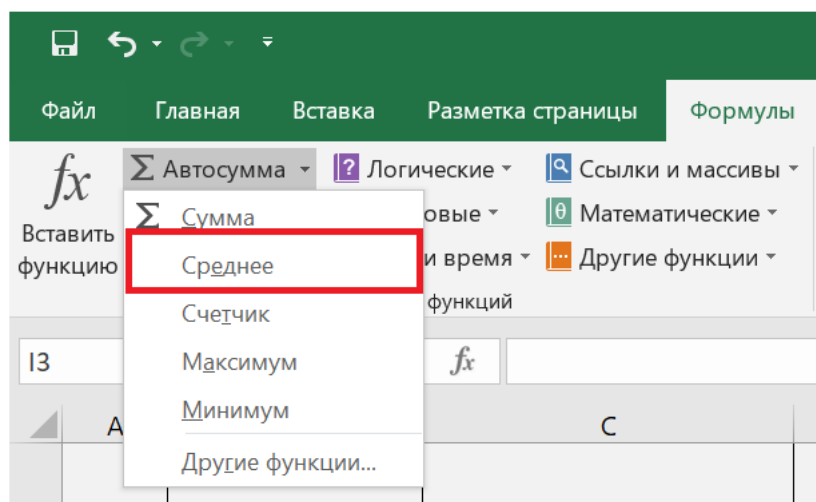 Файл Главная Вставка Разметка страницы Формулы
fx Вставить функцию
Σ Автосумма
? Логические
Ссылки и массивы
овые
θ Математические
и время
Другие функции
функций
Σ Сумма
Среднее
Счетчик
Максимум
Минимум
Другие функции...
I3
fx
A
C